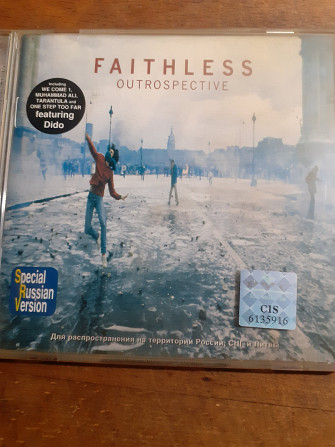 FAITHLESS
OUTROSPECTIVE
Including
WE COME 1,
MUHAMMAD ALI,
TARANTULA and
ONE STEP TOO FAR
featuring
Dido
Special
Russian
Version
CIS
6135916
Для распространения на территории России, СНГ и Литвы